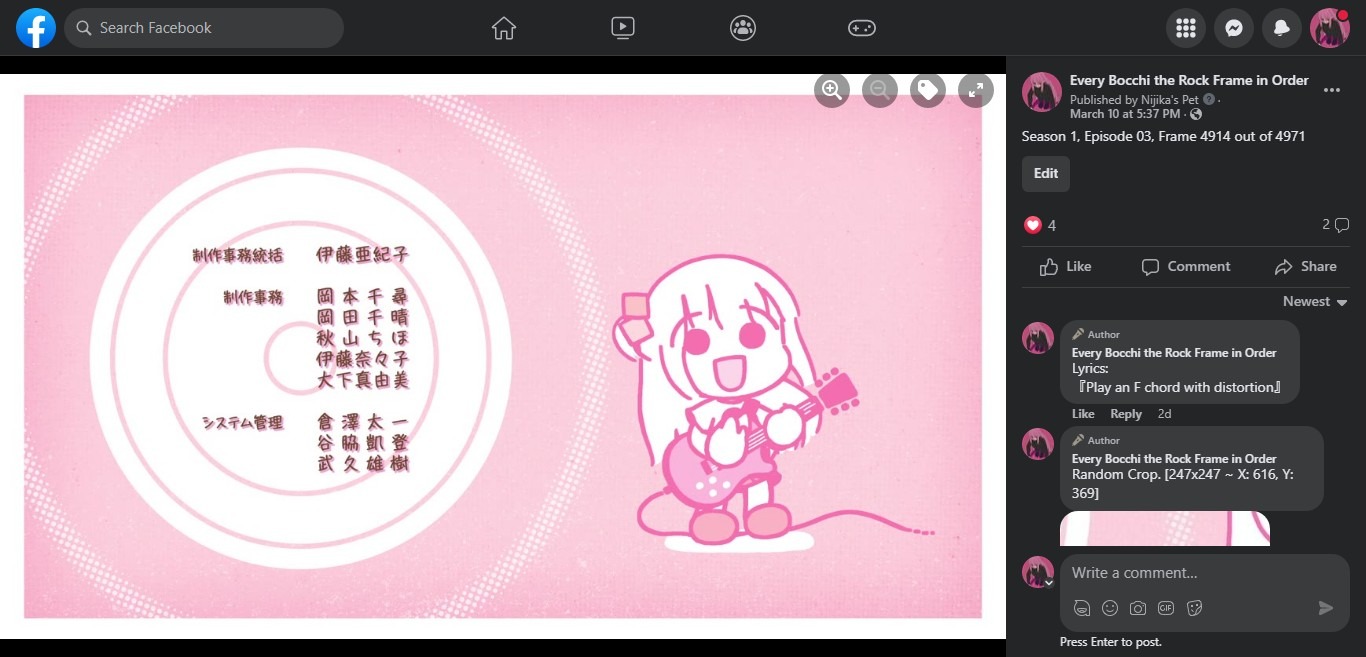 Search Facebook
制作事務統括 伊藤亜紀子
制作事務 岡本千尋
岡田千晴
秋山ちほ
伊藤奈々子
大下真由美
システム管理 倉澤太一
谷脇凱登
武久雄樹
Every Bocchi the Rock Frame in Order
Published by Nijika's Pet ·
March 10 at 5:37 PM ·
Season 1, Episode 03, Frame 4914 out of 4971
Edit
4
2
Like Comment Share
Newest
Author
Every Bocchi the Rock Frame in Order
Lyrics:
『Play an F chord with distortion』
Like Reply 2d
Author
Every Bocchi the Rock Frame in Order
Random Crop. [247x247 ~ X: 616, Y:
369]
Write a comment...
GIF
Press Enter to post.